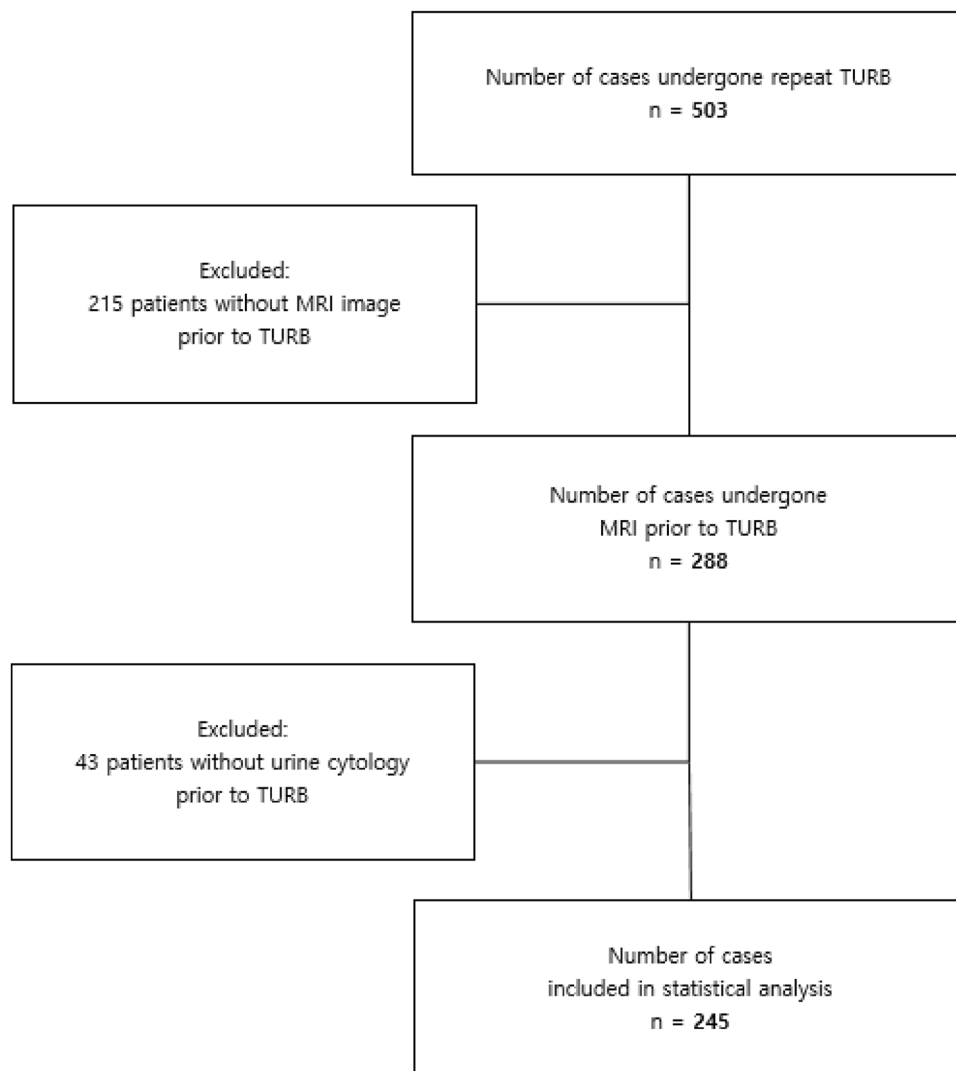 Number of cases undergone repeat TURB
n = 503
Excluded:
215 patients without MRI image
prior to TURB
Number of cases undergone
MRI prior to TURB
n = 288
Excluded:
43 patients without urine cytology
prior to TURB
Number of cases
included in statistical analysis
n = 245